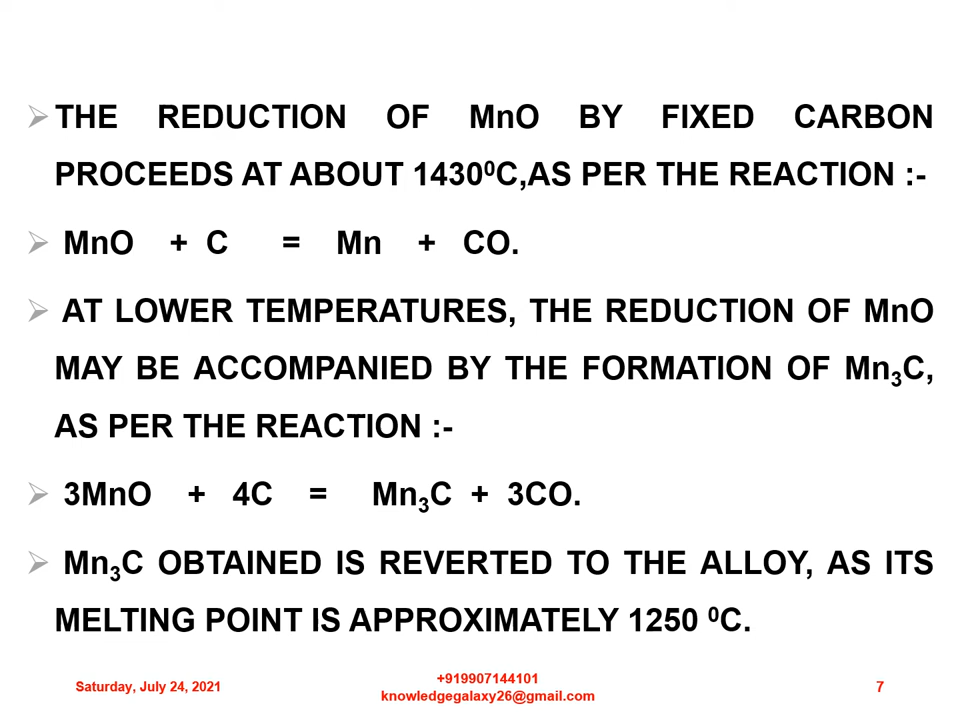 ➢ THE REDUCTION OF MnO BY FIXED CARBON
PROCEEDS AT ABOUT 1430⁰C,AS PER THE REACTION :-
➢ MnO + C = Mn + CO.
➢ AT LOWER TEMPERATURES, THE REDUCTION OF MnO
MAY BE ACCOMPANIED BY THE FORMATION OF Mn₃C,
AS PER THE REACTION :-
➢ 3MnO + 4C = Mn₃C + 3CO.
➢ Mn₃C OBTAINED IS REVERTED TO THE ALLOY, AS ITS
MELTING POINT IS APPROXIMATELY 1250 ⁰C.
Saturday, July 24, 2021
+919907144101
knowledgegalaxy26@gmail.com
7